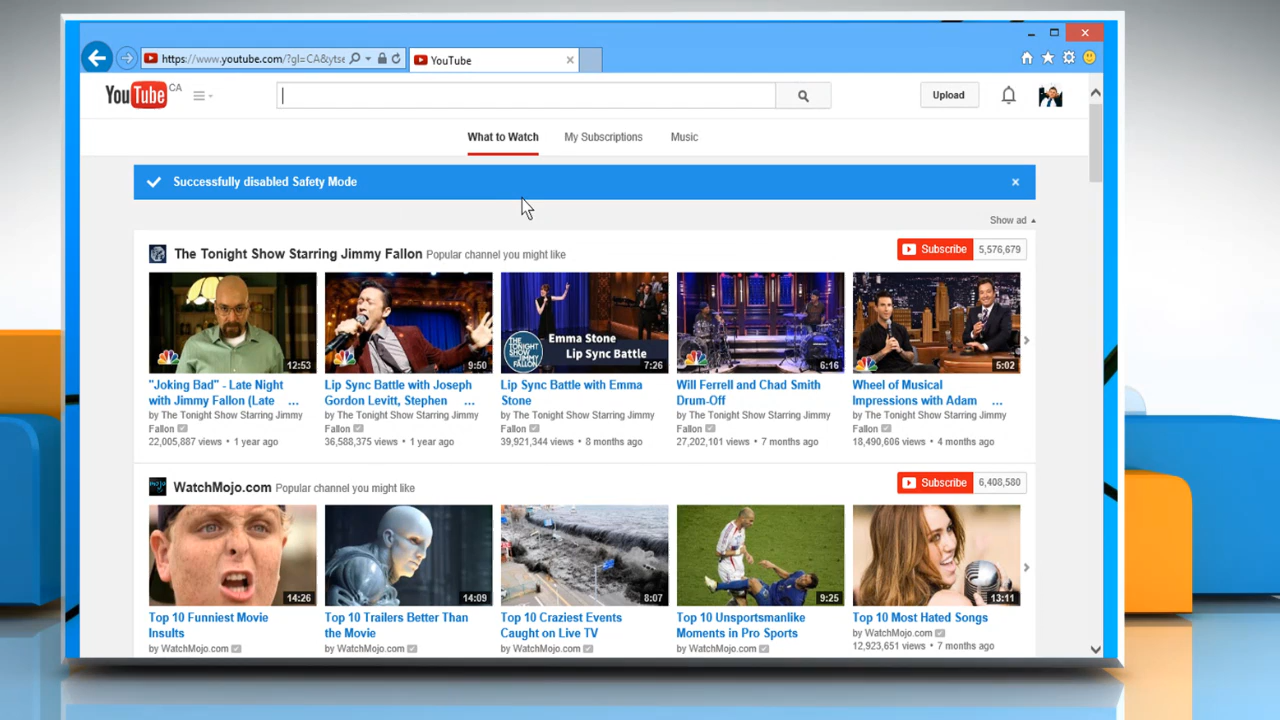 https://www.youtube.com/?gl=CA&ytse
YouTube
YouTube CA
Upload
What to Watch My Subscriptions Music
Successfully disabled Safety Mode
Show ad
The Tonight Show Starring Jimmy Fallon Popular channel you might like
Subscribe 5,576,679
12:53
9:50
Emma Stone
Lip Sync Battle
THE TONIGHT SHOW
JIMMY FALLON
7:26
6:16
5:02
"Joking Bad" - Late Night
with Jimmy Fallon (Late ...
by The Tonight Show Starring Jimmy
Fallon
22,005,887 views • 1 year ago
Lip Sync Battle with Joseph
Gordon Levitt, Stephen ...
by The Tonight Show Starring Jimmy
Fallon
36,588,375 views • 1 year ago
Lip Sync Battle with Emma
Stone
by The Tonight Show Starring Jimmy
Fallon
39,921,344 views • 8 months ago
Will Ferrell and Chad Smith
Drum-Off
by The Tonight Show Starring Jimmy
Fallon
27,202,101 views • 7 months ago
Wheel of Musical
Impressions with Adam ...
by The Tonight Show Starring Jimmy
Fallon
18,490,606 views • 4 months ago
mojo
WatchMojo.com Popular channel you might like
Subscribe 6,408,580
14:26
14:09
8:07
9:25
13:11
Top 10 Funniest Movie
Insults
by WatchMojo.com
Top 10 Trailers Better Than
the Movie
by WatchMojo.com
Top 10 Craziest Events
Caught on Live TV
by WatchMojo.com
Top 10 Unsportsmanlike
Moments in Pro Sports
by WatchMojo.com
Top 10 Most Hated Songs
by WatchMojo.com
12,923,651 views • 7 months ago